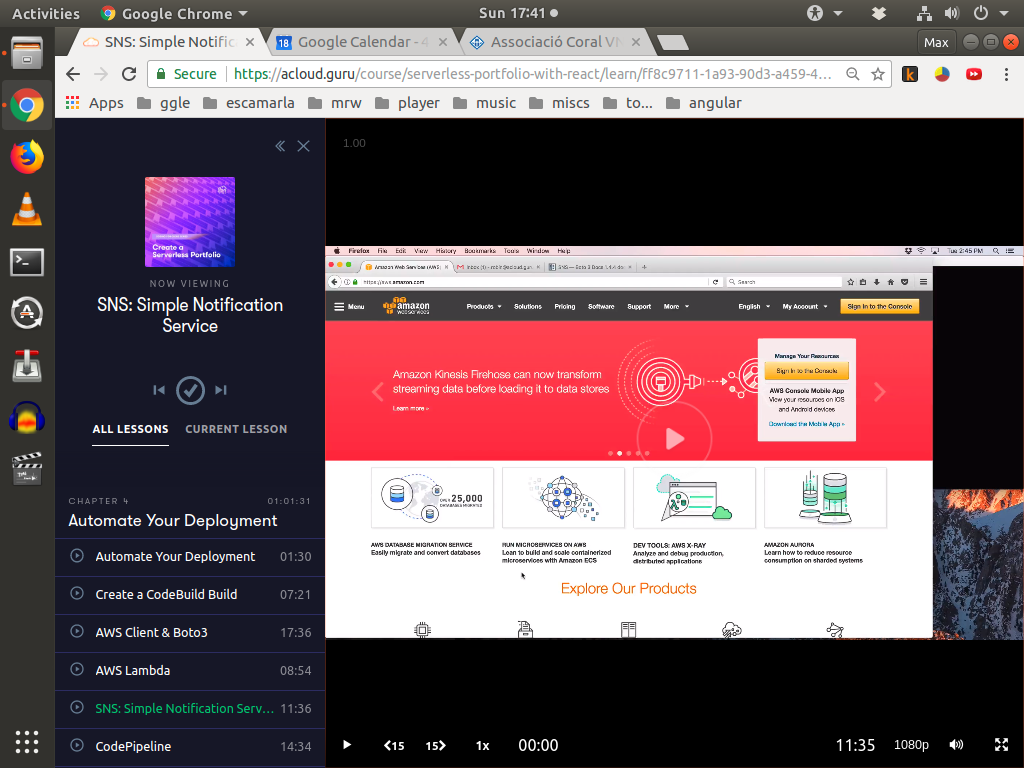 Activities
Google Chrome
Sun 17:41
SNS: Simple Notific
Google Calendar - 4
Associació Coral VN
Max
Secure
https://acloud.guru/course/serverless-portfolio-with-react/learn/ff8c9711-1a93-90d3-a459-4...
Apps
ggle
escamarla
mrw
player
music
miscs
to...
angular
1.00
Create a
Serverless Portfolio
NOW VIEWING
SNS: Simple Notification
Service
ALL LESSONS
CURRENT LESSON
CHAPTER 4
01:01:31
Automate Your Deployment
Automate Your Deployment 01:30
Create a CodeBuild Build 07:21
AWS Client & Boto3 17:36
AWS Lambda 08:54
SNS: Simple Notification Serv... 11:36
CodePipeline 14:34
Firefox File Edit View History Bookmarks Tools Window Help
Tue 2:45 PM
Amazon Web Services (AWS)
https://aws.amazon.com
Search
Menu
amazon
web services
Products
Solutions
Pricing
Software
Support
More
English
My Account
Sign In to the Console
Amazon Kinesis Firehose can now transform
streaming data before loading it to data stores
Learn more »
Manage Your Resources
Sign In to the Console
AWS Console Mobile App
View your resources on iOS
and Android devices
Download the Mobile App »
OVER 25,000
DATABASES MIGRATED
AWS DATABASE MIGRATION SERVICE
Easily migrate and convert databases
RUN MICROSERVICES ON AWS
Lean to build and scale containerized
microservices with Amazon ECS
DEV TOOLS: AWS X-RAY
Analyze and debug production,
distributed applications
AMAZON AURORA
Learn how to reduce resource
consumption on sharded systems
Explore Our Products
15
15
1x
00:00
11:35
1080p